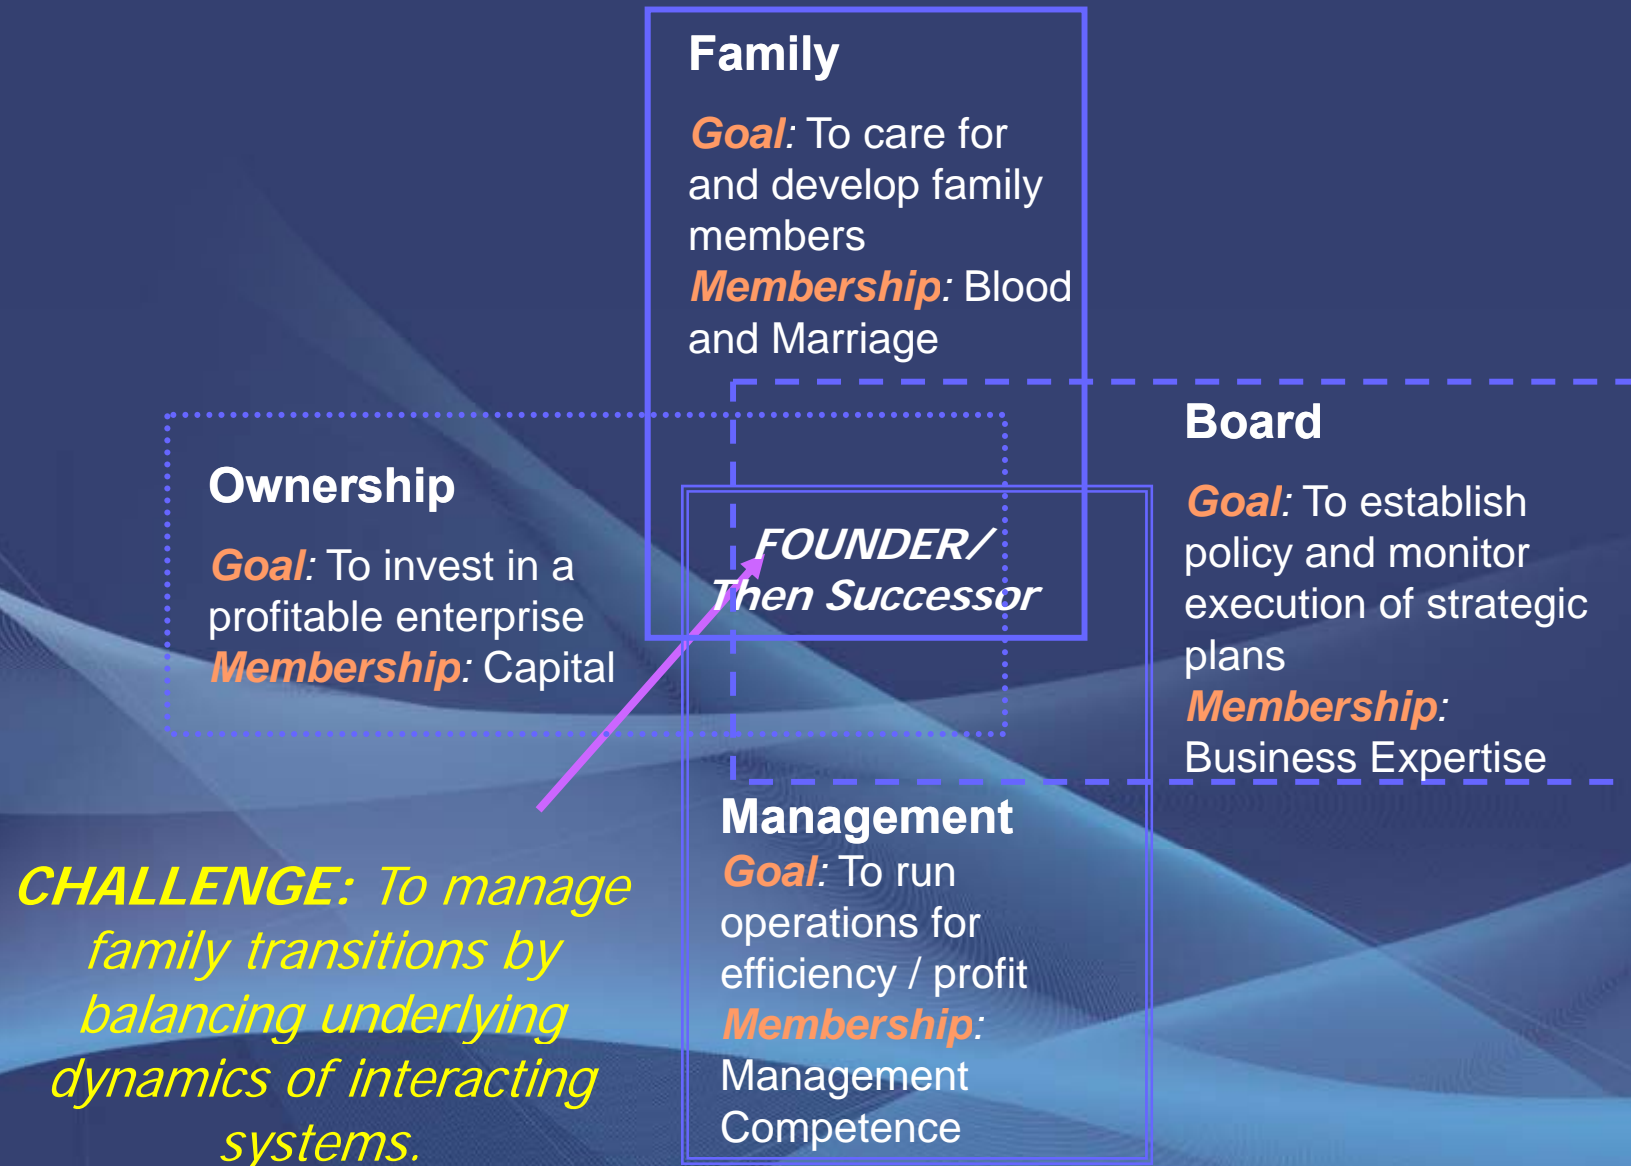 Family
Goal: To care for
and develop family
members
Membership: Blood
and Marriage
Ownership
Goal: To invest in a
profitable enterprise
Membership: Capital
FOUNDER/
Then Successor
Board
Goal: To establish
policy and monitor
execution of strategic
plans
Membership:
Business Expertise
Management
Goal: To run
operations for
efficiency / profit
Membership:
Management
Competence
CHALLENGE: To manage
family transitions by
balancing underlying
dynamics of interacting
systems.